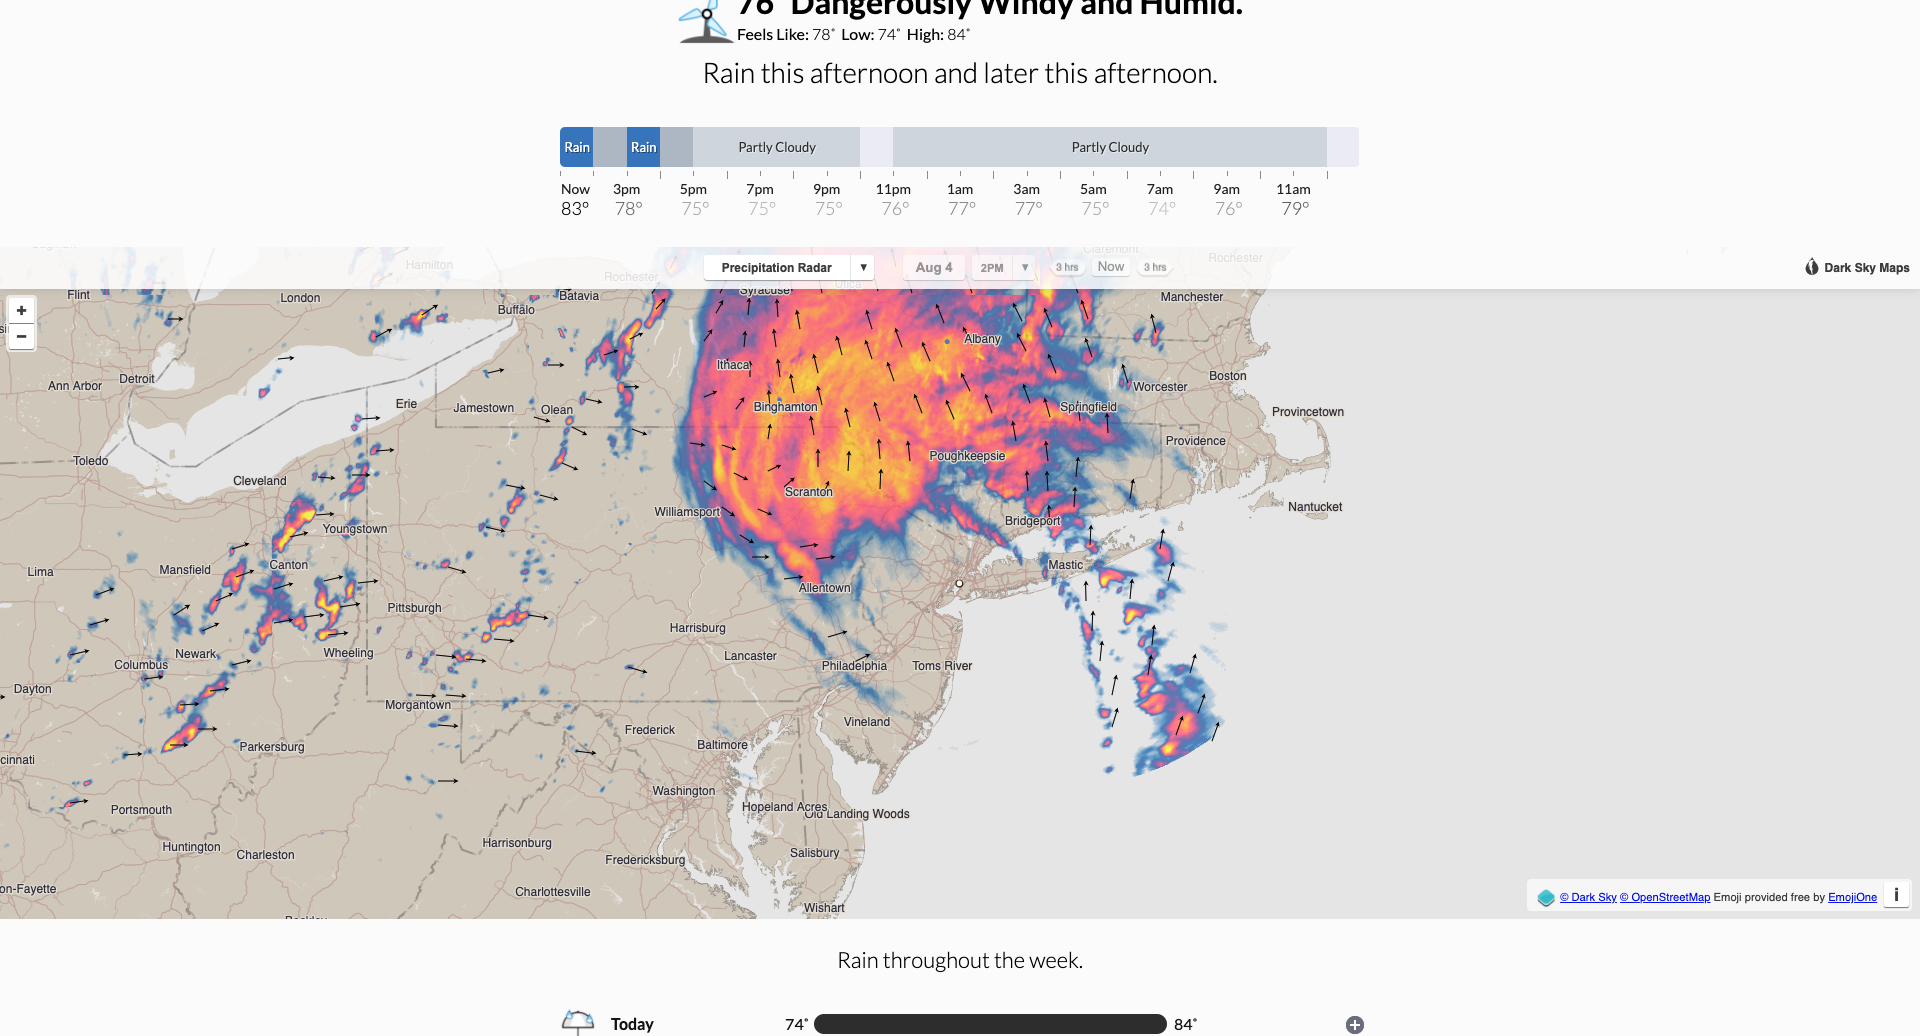 76° Dangerously Windy and Humid.
Feels Like: 78° Low: 74° High: 84°
Rain this afternoon and later this afternoon.
Rain Rain Partly Cloudy Partly Cloudy
Now 3pm 5pm 7pm 9pm 11pm 1am 3am 5am 7am 9am 11am
83° 78° 75° 75° 75° 76° 77° 77° 75° 74° 76° 79°
Claremont
Hamilton
Rochester
Rochester
Utica
Precipitation Radar ▼
Aug 4
2PM ▼
3 hrs Now 3 hrs
Dark Sky Maps
+
−
Flint
London
Batavia
Syracuse
Manchester
Buffalo
Albany
Ithaca
Detroit
Ann Arbor
Boston
Worcester
Erie
Jamestown
Olean
Binghamton
Springfield
Provincetown
Providence
Toledo
Poughkeepsie
Cleveland
Scranton
Williamsport
Nantucket
Bridgeport
Youngstown
Canton
Mastic
Mansfield
Lima
Allentown
Pittsburgh
Harrisburg
Newark
Wheeling
Lancaster
Columbus
Philadelphia
Toms River
Dayton
Morgantown
Vineland
Frederick
Parkersburg
Baltimore
cinnati
Washington
Portsmouth
Hopeland Acres
Old Landing Woods
Huntington
Harrisonburg
Charleston
Salisbury
Fredericksburg
on-Fayette
Charlottesville
Wishart
© Dark Sky © OpenStreetMap Emoji provided free by EmojiOne
i
Rain throughout the week.
Today 74° 84° +